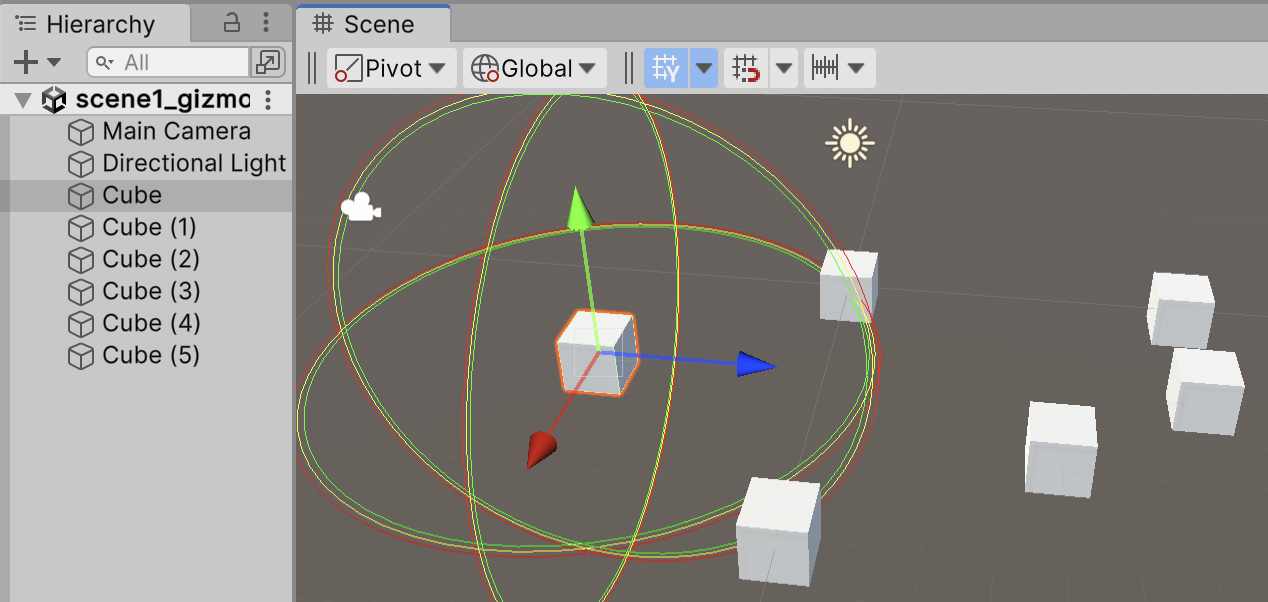 Hierarchy
All
scene1_gizmo
Main Camera
Directional Light
Cube
Cube (1)
Cube (2)
Cube (3)
Cube (4)
Cube (5)
Scene
Pivot
Global
Y